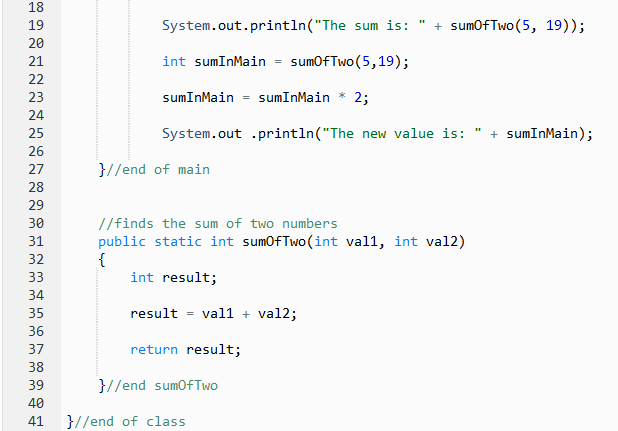 18
19 System.out.println("The sum is: " + sumOfTwo(5, 19));
20
21 int sumInMain = sumOfTwo(5,19);
22
23 sumInMain = sumInMain * 2;
24
25 System.out .println("The new value is: " + sumInMain);
26
27 }//end of main
28
29
30 //finds the sum of two numbers
31 public static int sumOfTwo(int val1, int val2)
32 {
33 int result;
34
35 result = val1 + val2;
36
37 return result;
38
39 }//end sumOfTwo
40
41 }//end of class